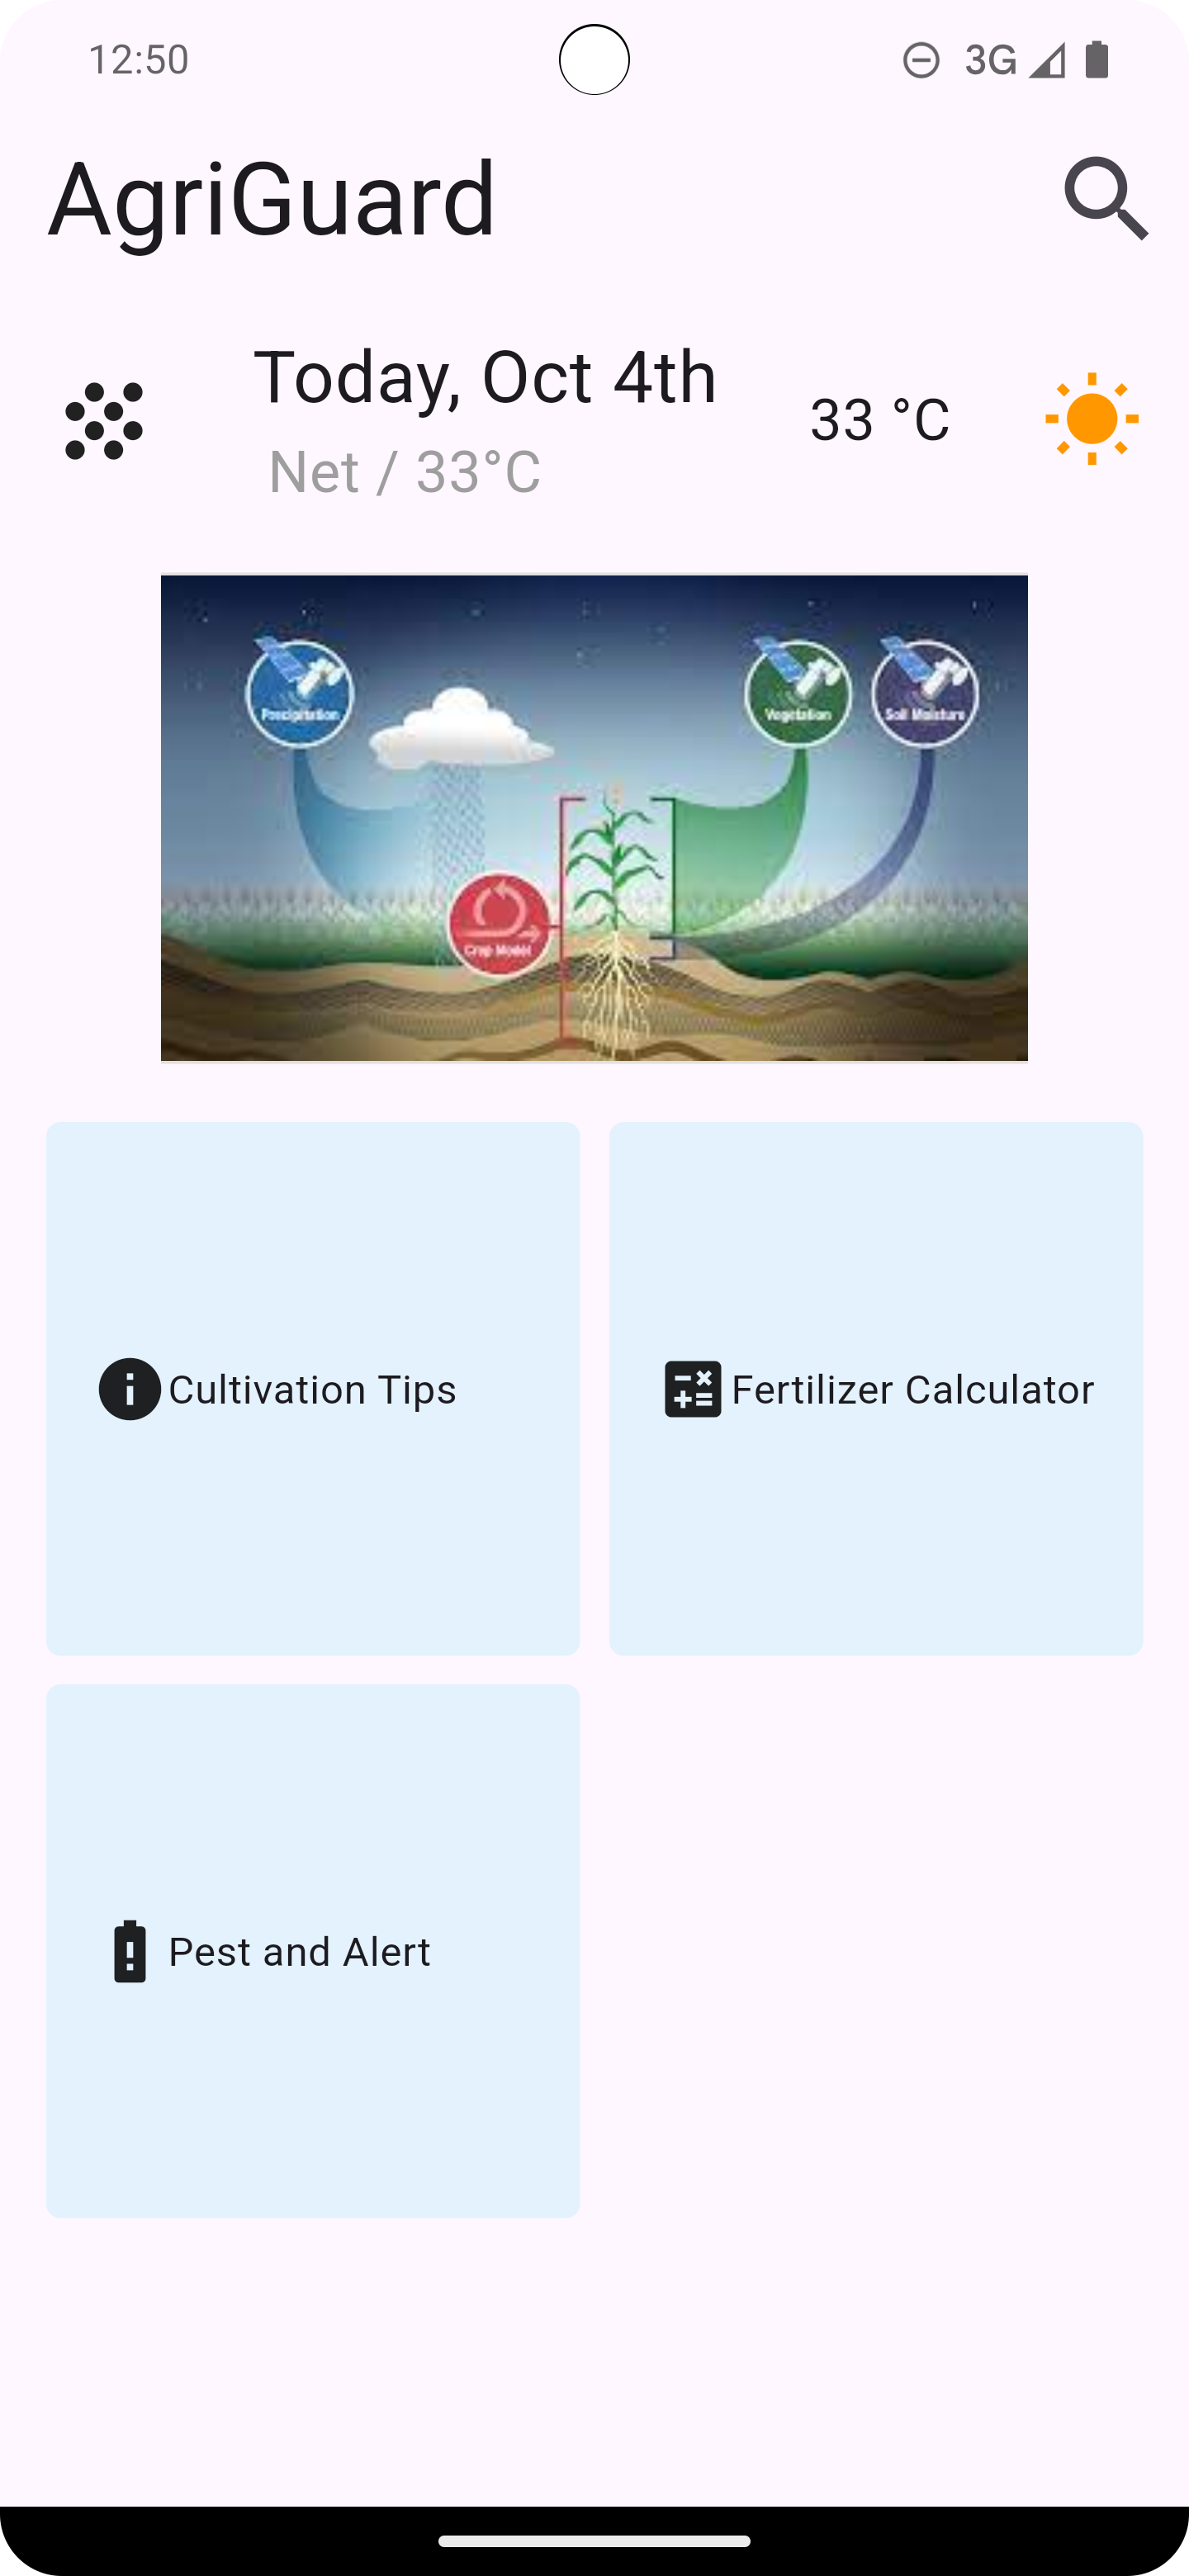 12:50
3G
AgriGuard
Today, Oct 4th
33 °C
Net / 33°C
Precipitation
Vegetation
Soil Moisture
Crop Model
Cultivation Tips
Fertilizer Calculator
Pest and Alert